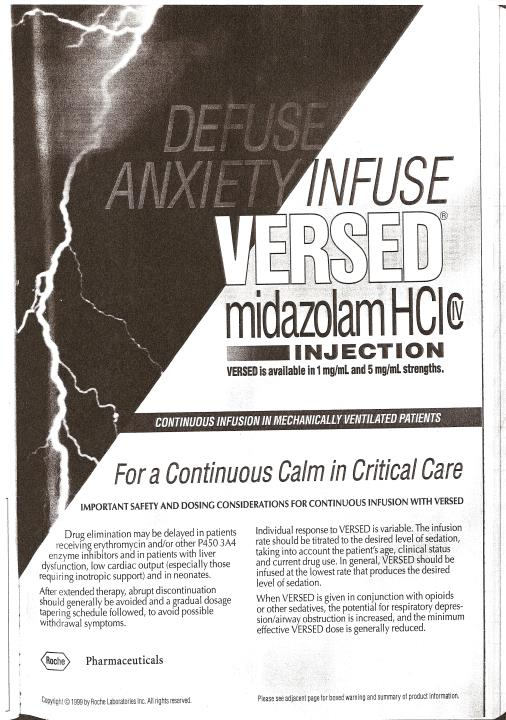 DEFUSE
ANXIETY INFUSE
VERSED®
midazolam HCl CIV
INJECTION
VERSED is available in 1 mg/mL and 5 mg/mL strengths.
CONTINUOUS INFUSION IN MECHANICALLY VENTILATED PATIENTS
For a Continuous Calm in Critical Care
IMPORTANT SAFETY AND DOSING CONSIDERATIONS FOR CONTINUOUS INFUSION WITH VERSED
Drug elimination may be delayed in patients
receiving erythromycin and/or other P450 3A4
enzyme inhibitors and in patients with liver
dysfunction, low cardiac output (especially those
requiring inotropic support) and in neonates.
After extended therapy, abrupt discontinuation
should generally be avoided and a gradual dosage
tapering schedule followed, to avoid possible
withdrawal symptoms.
Individual response to VERSED is variable. The infusion
rate should be titrated to the desired level of sedation,
taking into account the patient's age, clinical status
and current drug use. In general, VERSED should be
infused at the lowest rate that produces the desired
level of sedation.
When VERSED is given in conjunction with opioids
or other sedatives, the potential for respiratory depres-
sion/airway obstruction is increased, and the minimum
effective VERSED dose is generally reduced.
Roche Pharmaceuticals
Copyright © 1999 by Roche Laboratories Inc. All rights reserved.
Please see adjacent page for boxed warning and summary of product information.